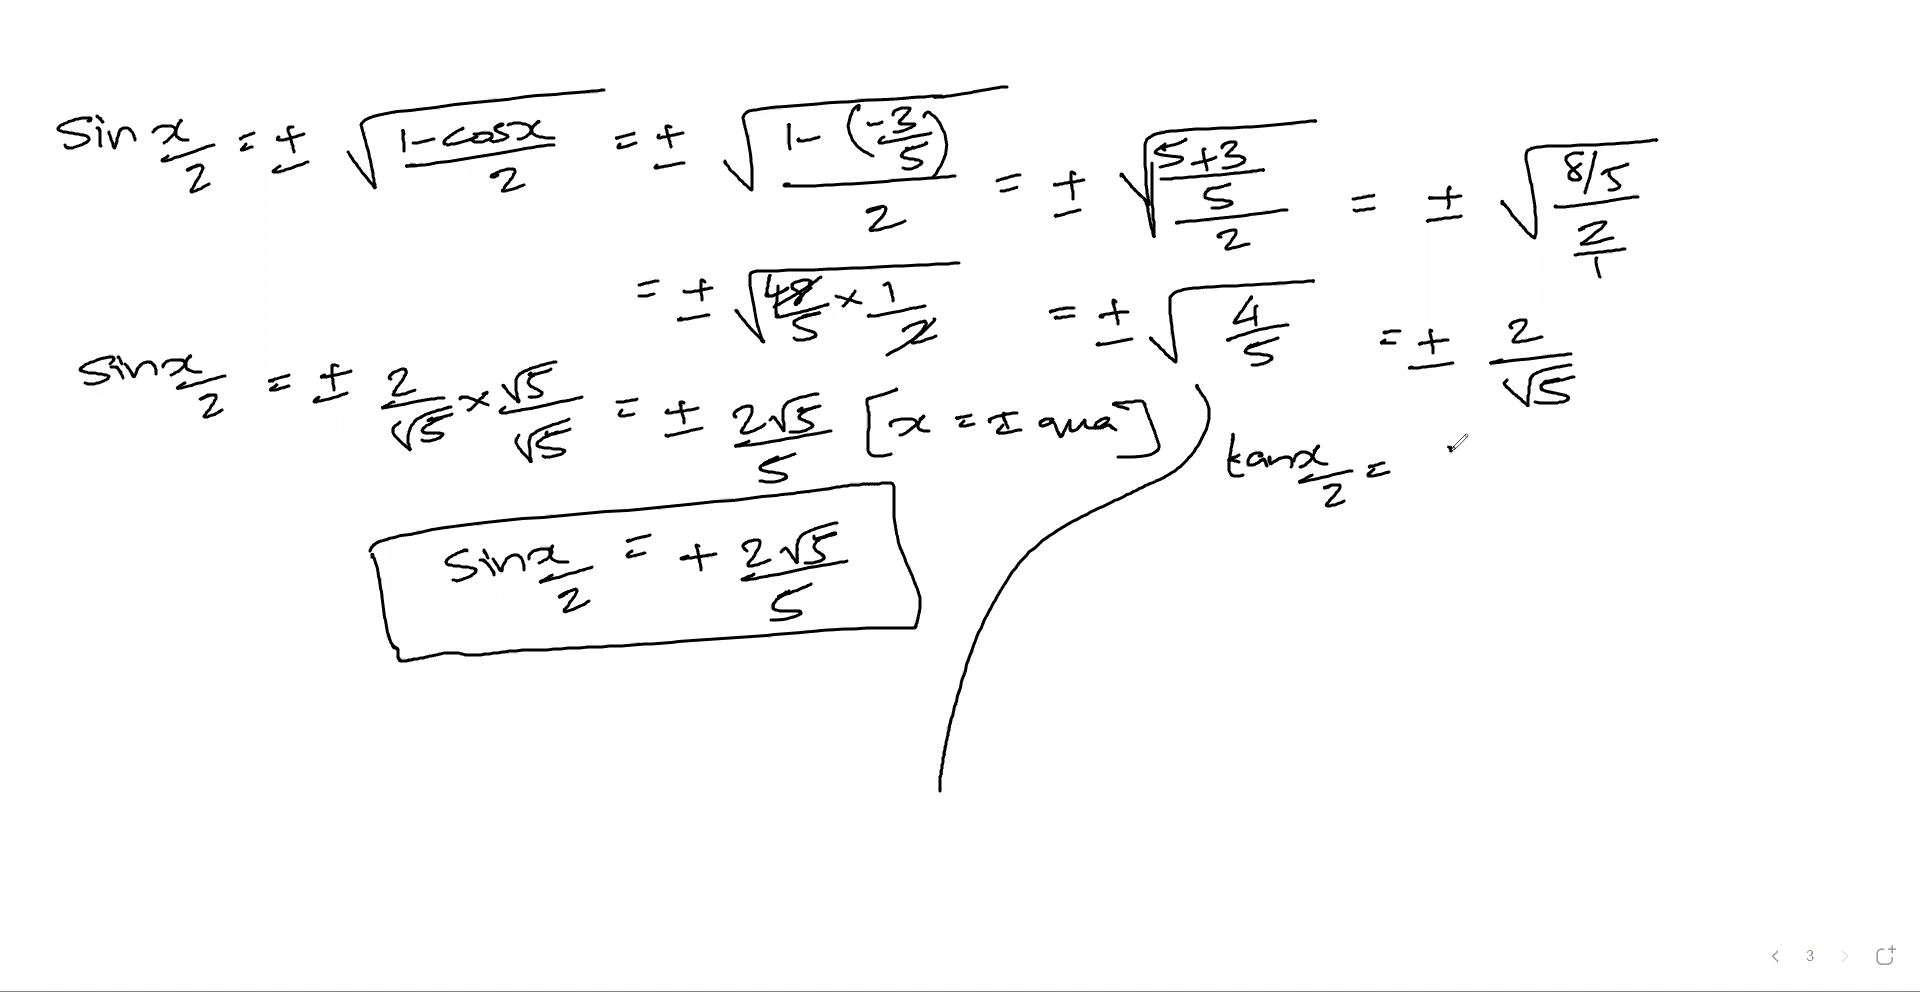 sin x/2 = ± √((1-cosx)/2) = ± √((1-(-3/5))/2) = ± √(((5+3)/5)/2) = ± √((8/5)/(2/1))
= ± √(48/5 × 1/2) = ± √(4/5) = ± 2/√5
sin x/2 = ± 2/√5 × √5/√5 = ± 2√5/5 [x = ± qua]
tan x/2 =
sin x/2 = + 2√5/5
3